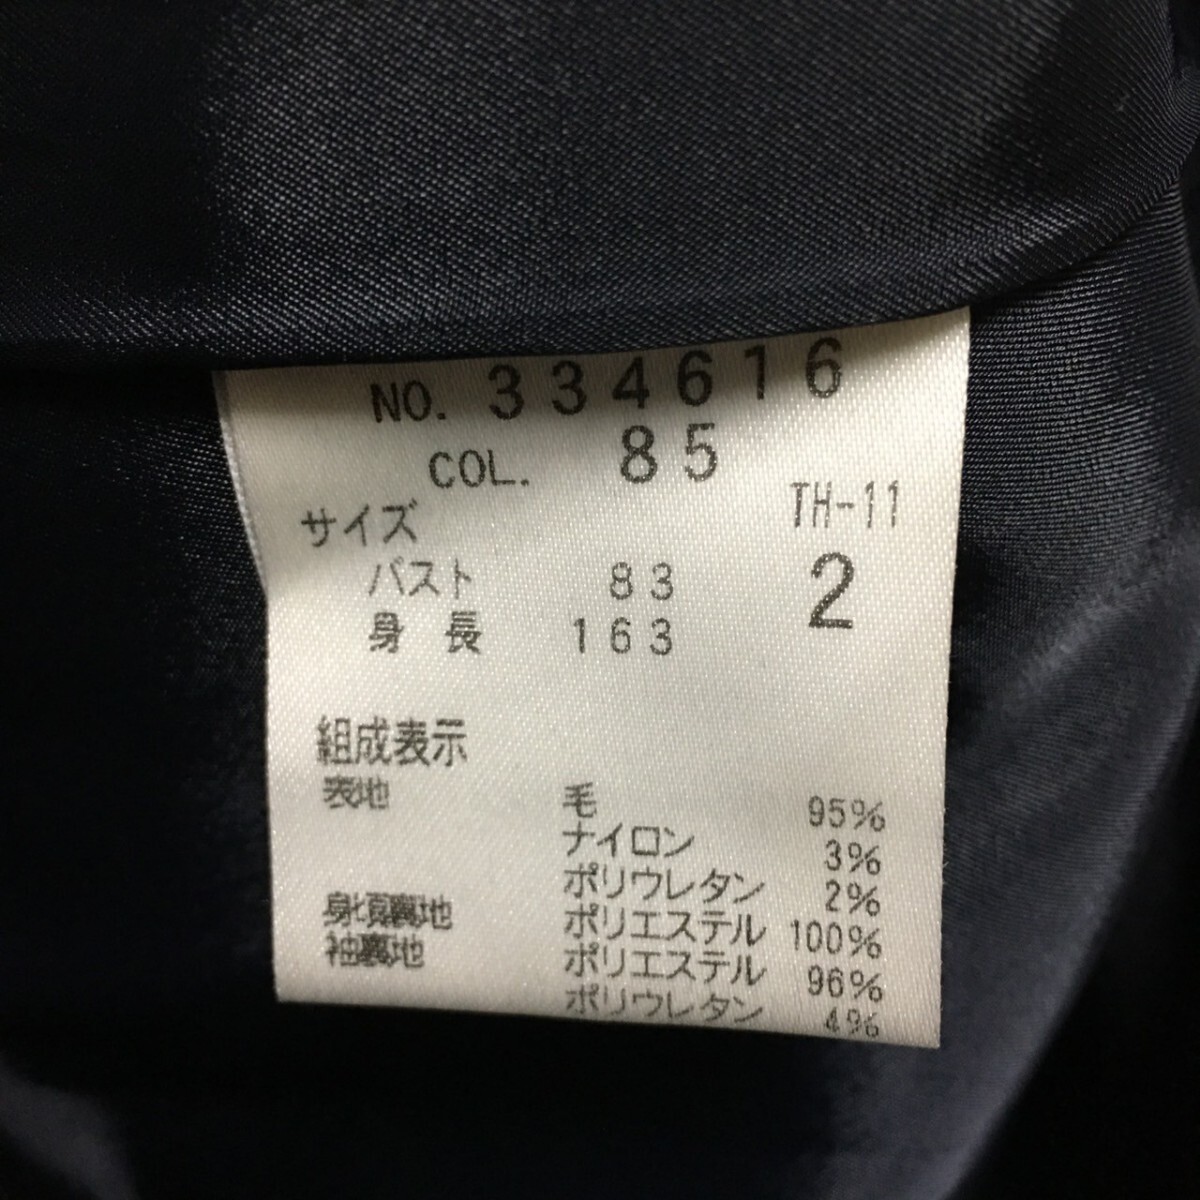 NO. 334616
COL. 85
サイズ TH-11
バスト 83 2
身長 163
組成表示
表地 毛 95%
ナイロン 3%
ポリウレタン 2%
身頃裏地 ポリエステル 100%
袖裏地 ポリエステル 96%
ポリウレタン 4%